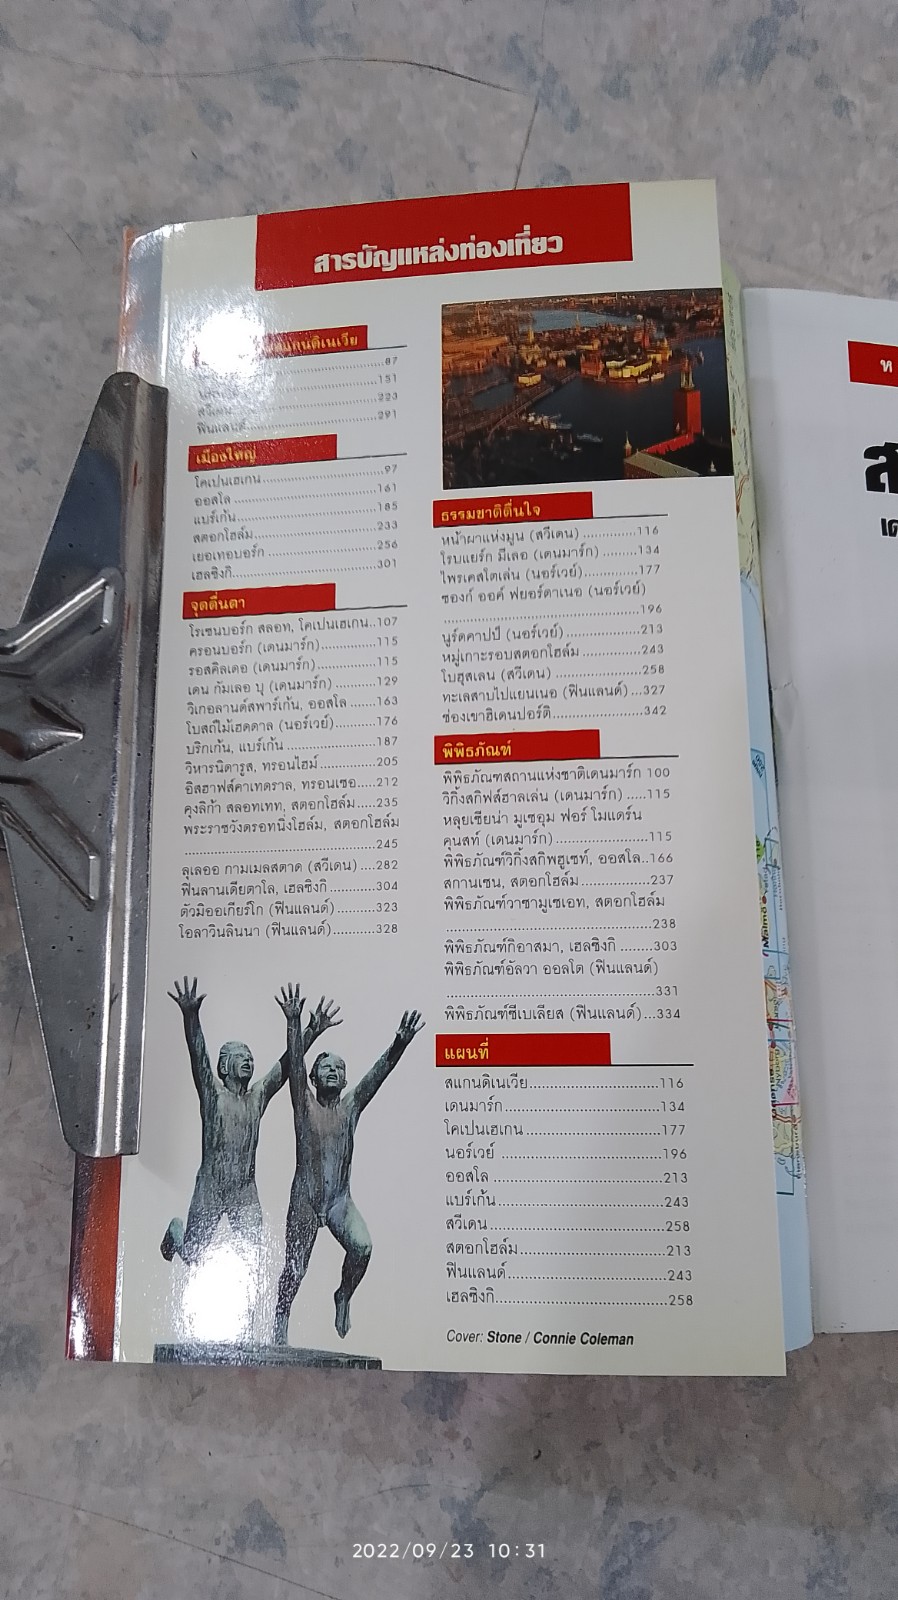 สารบัญแหล่งท่องเที่ยว
สแกนดิเนเวีย
87
151
สวีเดน 223
ฟินแลนด์ 291
เมืองใหญ่
โคเปนเฮเกน 97
ออสโล 161
แบร์เก้น 185
สตอกโฮล์ม 233
เยอเทอบอร์ก 256
เฮลซิงกิ 301
จุดตื่นตา
โรเซนบอร์ก สลอท, โคเปนเฮเกน..107
ครอนบอร์ก (เดนมาร์ก) 115
รอสคิลเดอ (เดนมาร์ก) 115
เดน กัมเลอ บุ (เดนมาร์ก) 129
วิเกอลานด์สพาร์เก้น, ออสโล 163
โบสถ์ไม้เฮดดาล (นอร์เวย์) 176
บริกเก้น, แบร์เก้น 187
วิหารนิดารูส, ทรอนไฮม์ 205
อิสฮาฟส์คาเทดราล, ทรอนเซอ 212
คุงลิก้า สลอทเทท, สตอกโฮล์ม 235
พระราชวังดรอทนิ่งโฮล์ม, สตอกโฮล์ม
245
ลุเลออ กามเมลสตาด (สวีเดน) 282
ฟินลานเดียตาโล, เฮลซิงกิ 304
ตัวมิออเกียร์โก (ฟินแลนด์) 323
โอลาวินลินนา (ฟินแลนด์) 328
ธรรมชาติตื่นใจ
หน้าผาแห่งมูน (สวีเดน) 116
โรบแยร์ก มีเลอ (เดนมาร์ก) 134
ไพรเคสโตเล่น (นอร์เวย์) 177
ซองก์ ออค์ ฟยอร์ดาเนอ (นอร์เวย์)
196
นูร์ดคาปป์ (นอร์เวย์) 213
หมู่เกาะรอบสตอกโฮล์ม 243
โบฮุสเลน (สวีเดน) 258
ทะเลสาบไปแยนเนอ (ฟินแลนด์) 327
ช่องเขาฮิเดนปอร์ติ 342
พิพิธภัณฑ์
พิพิธภัณฑสถานแห่งชาติเดนมาร์ก 100
วิกิ้งสกิฟส์ฮาลเล่น (เดนมาร์ก) 115
หลุยเซียน่า มูเซอุม ฟอร์ โมแดร์น
คุนสท์ (เดนมาร์ก) 115
พิพิธภัณฑ์วิกิ้งสกิพฮูเซท์, ออสโล..166
สกานเซน, สตอกโฮล์ม 237
พิพิธภัณฑ์วาซามูเซเอท, สตอกโฮล์ม
238
พิพิธภัณฑ์กิอาสมา, เฮลซิงกิ 303
พิพิธภัณฑ์อัลวา ออลโต (ฟินแลนด์)
331
พิพิธภัณฑ์ซีเบเลียส (ฟินแลนด์) 334
แผนที่
สแกนดิเนเวีย 116
เดนมาร์ก 134
โคเปนเฮเกน 177
นอร์เวย์ 196
ออสโล 213
แบร์เก้น 243
สวีเดน 258
สตอกโฮล์ม 213
ฟินแลนด์ 243
เฮลซิงกิ 258
Cover: Stone / Connie Coleman
Malmö
2022/09/23 10:31